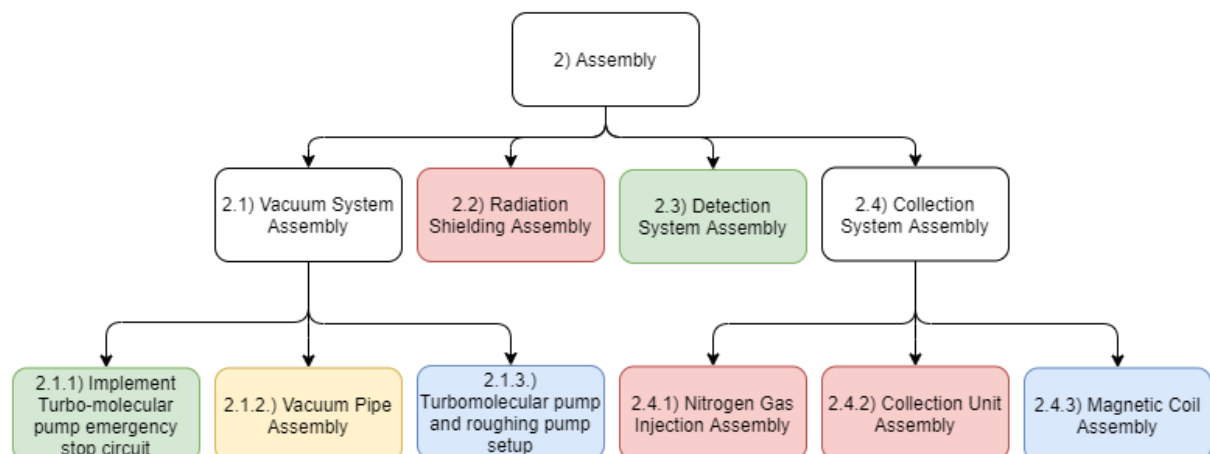 2) Assembly
2.1) Vacuum System
Assembly
2.2) Radiation
Shielding Assembly
2.3) Detection
System Assembly
2.4) Collection
System Assembly
2.1.1) Implement
Turbo-molecular
pump emergency
stop circuit
2.1.2.) Vacuum Pipe
Assembly
2.1.3.)
Turbomolecular pump
and roughing pump
setup
2.4.1) Nitrogen Gas
Injection Assembly
2.4.2) Collection Unit
Assembly
2.4.3) Magnetic Coil
Assembly